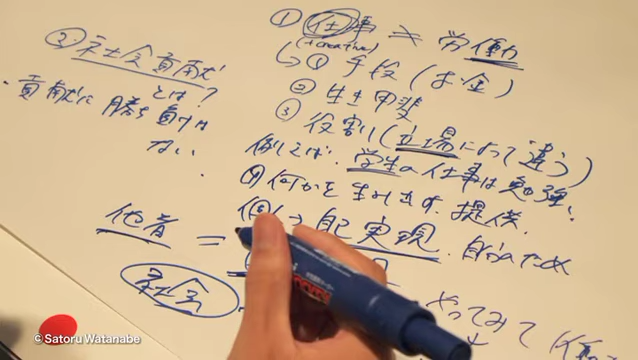 ① 仕事 ≠ 労働
(+creative)
↳ ① 手段 (お金)
② 生き甲斐
③ 役割 (立場によって違う)
例えば、学生の仕事は勉強。
④ 何かを生み出す、提供、
自己実現、自分のため
② 社会貢献
とは?
・貢献に勝ち負けは
ない。
他者 =
社会
やってみて
© Satoru Watanabe